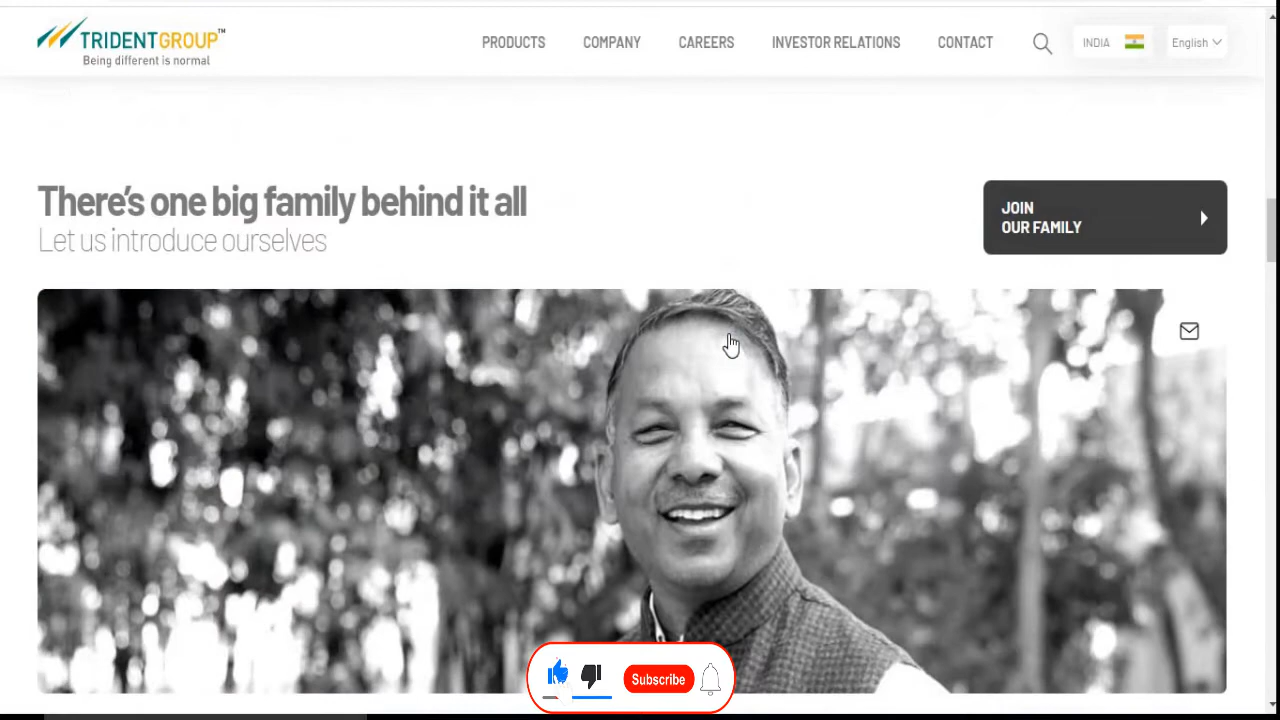 TRIDENTGROUP™
Being different is normal
PRODUCTS COMPANY CAREERS INVESTOR RELATIONS CONTACT INDIA English
There's one big family behind it all
Let us introduce ourselves
JOIN
OUR FAMILY
Subscribe